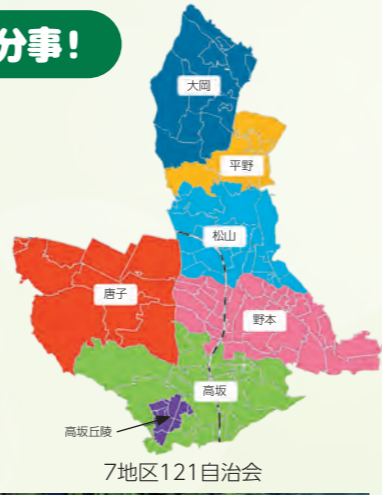 分事！
大岡
平野
松山
唐子
野本
高坂
高坂丘陵
7地区121自治会